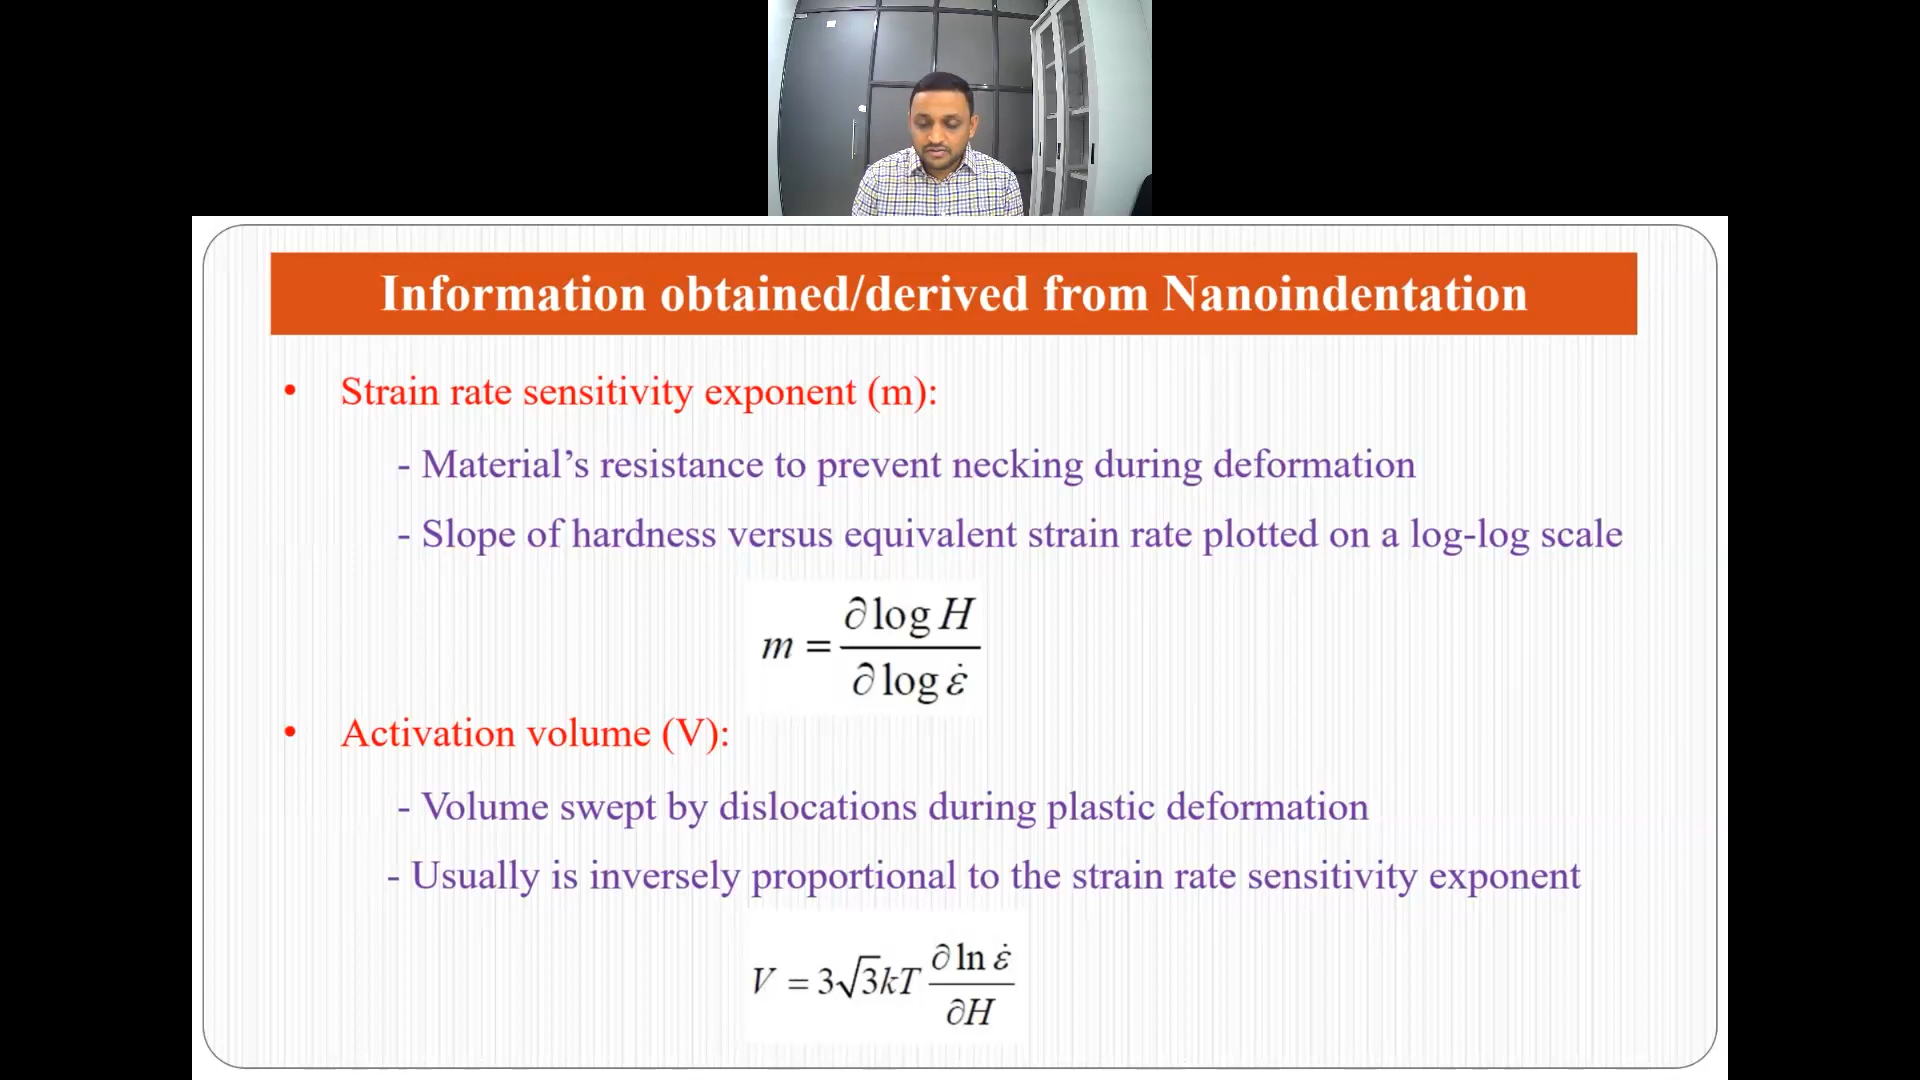 Information obtained/derived from Nanoindentation
• Strain rate sensitivity exponent (m):
- Material’s resistance to prevent necking during deformation
- Slope of hardness versus equivalent strain rate plotted on a log-log scale
m = ∂ log H / ∂ log ε̇
• Activation volume (V):
- Volume swept by dislocations during plastic deformation
- Usually is inversely proportional to the strain rate sensitivity exponent
V = 3√3kT ∂ ln ε̇ / ∂H